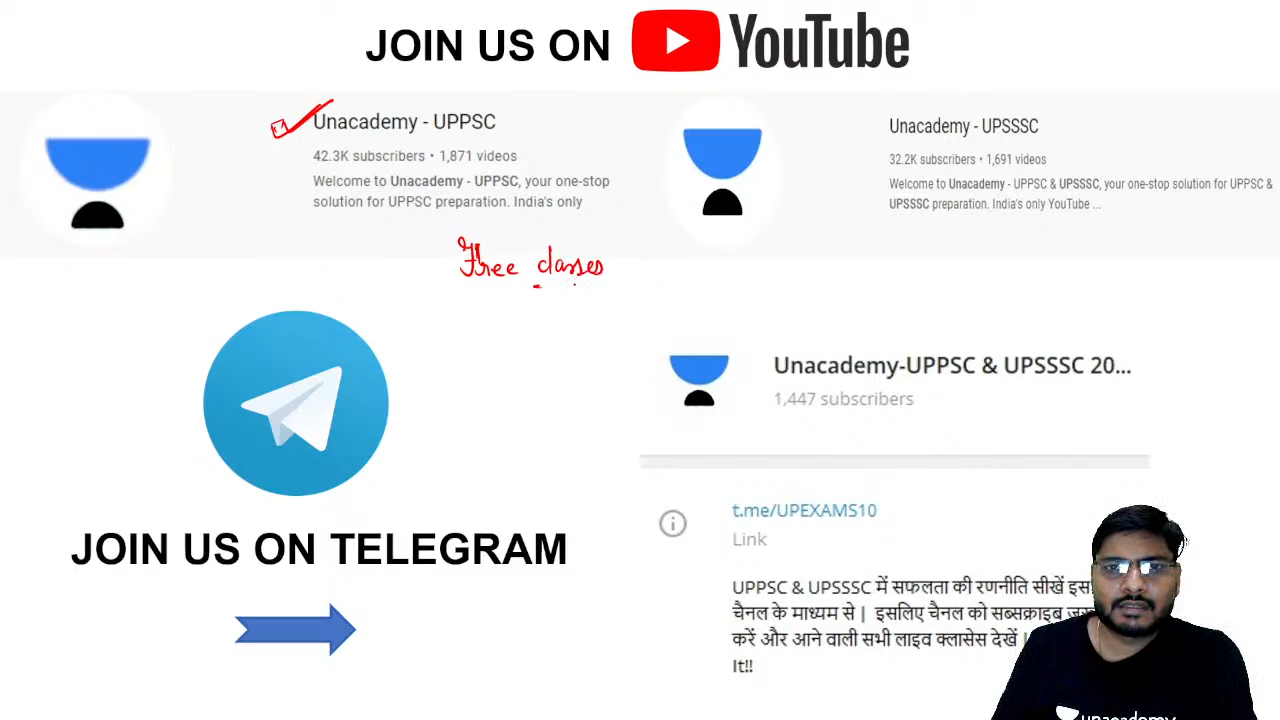 JOIN US ON YouTube
Unacademy - UPPSC
42.3K subscribers • 1,871 videos
Welcome to Unacademy - UPPSC, your one-stop
solution for UPPSC preparation. India's only
Free classes
Unacademy - UPSSSC
32.2K subscribers • 1,691 videos
Welcome to Unacademy - UPPSC & UPSSSC, your one-stop solution for UPPSC &
UPSSSC preparation. India's only YouTube ...
JOIN US ON TELEGRAM
Unacademy-UPPSC & UPSSSC 20...
1,447 subscribers
t.me/UPEXAMS10
Link
UPPSC & UPSSSC में सफलता की रणनीति सीखें
चैनल के माध्यम से | इसलिए चैनल को सब्सक्राइब
करें और आने वाली सभी लाइव क्लासेस देखें |
It!!
unacademy